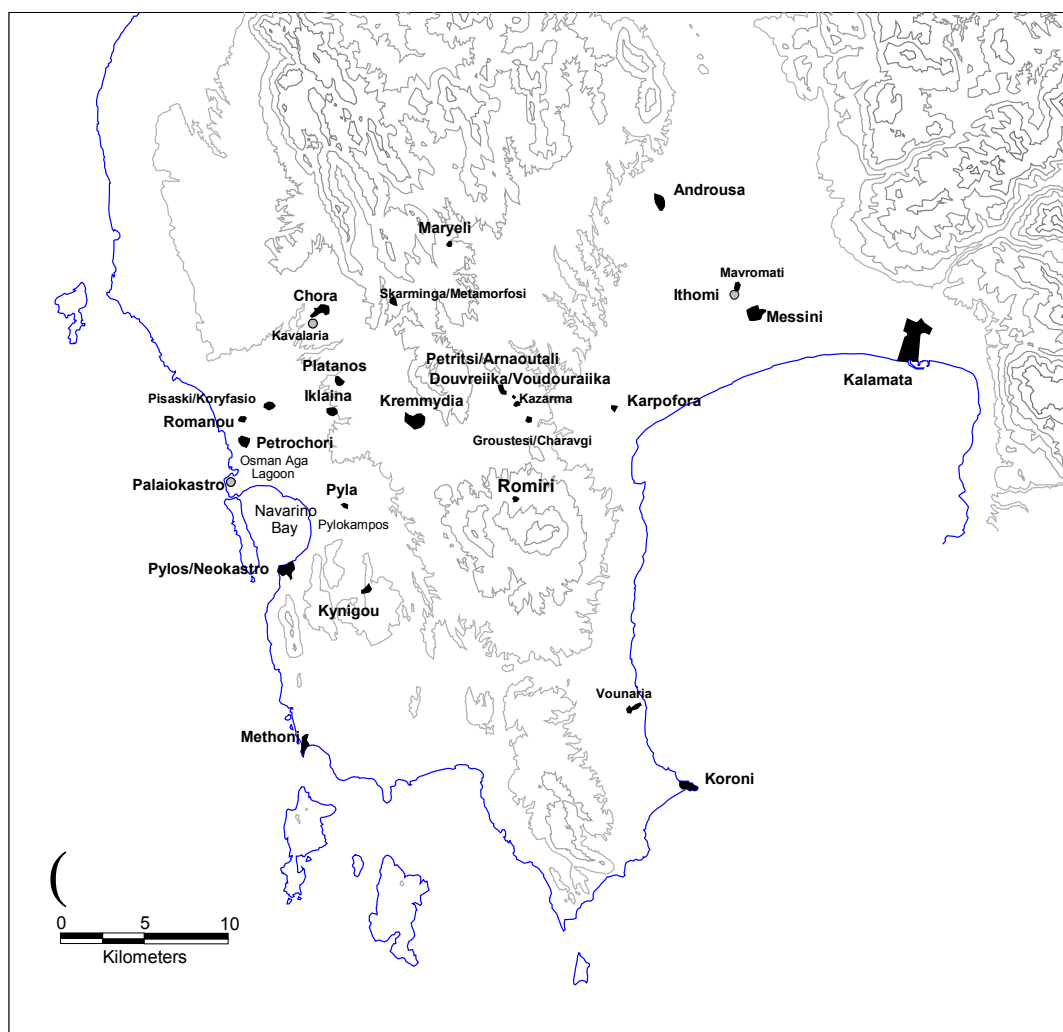 Androusa
Maryeli
Mavromati
Skarminga/Metamorfosi
Ithomi
Chora
Messini
Kavalaria
Petritsi/Arnaoutali
Platanos
Douvreiika/Voudouraiika
Kalamata
Iklaina
Pisaski/Koryfasio
Kremmydia
Kazarma
Karpofora
Romanou
Petrochori
Groustesi/Charavgi
Osman Aga
Lagoon
Palaiokastro
Pyla
Romiri
Navarino
Bay
Pylokampos
Pylos/Neokastro
Kynigou
Vounaria
Methoni
Koroni
(
0 5 10
Kilometers